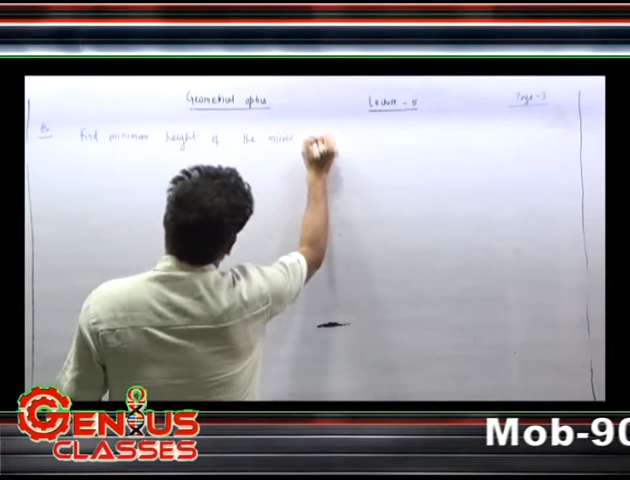 Geometrical optics Lecture - 5 Page - 3
Q. find minimum height of the mirror
GENIUS
CLASSES
Mob-90